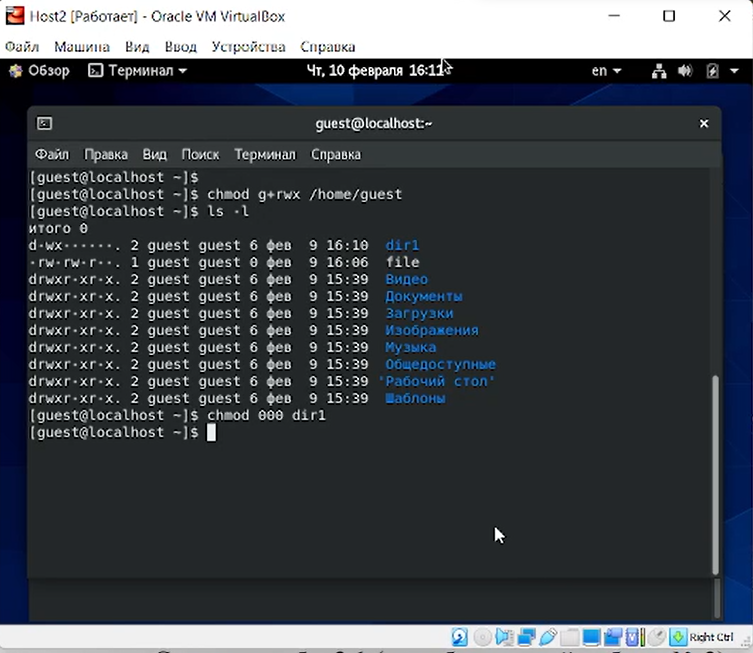 Host2 [Работает] - Oracle VM VirtualBox
Файл Машина Вид Ввод Устройства Справка
Обзор Терминал Чт, 10 февраля 16:11 en
guest@localhost:~
Файл Правка Вид Поиск Терминал Справка
[guest@localhost ~]$
[guest@localhost ~]$ chmod g+rwx /home/guest
[guest@localhost ~]$ ls -l
итого 0
d-wx------. 2 guest guest 6 фев 9 16:10 dir1
-rw-rw-r--. 1 guest guest 0 фев 9 16:06 file
drwxr-xr-x. 2 guest guest 6 фев 9 15:39 Видео
drwxr-xr-x. 2 guest guest 6 фев 9 15:39 Документы
drwxr-xr-x. 2 guest guest 6 фев 9 15:39 Загрузки
drwxr-xr-x. 2 guest guest 6 фев 9 15:39 Изображения
drwxr-xr-x. 2 guest guest 6 фев 9 15:39 Музыка
drwxr-xr-x. 2 guest guest 6 фев 9 15:39 Общедоступные
drwxr-xr-x. 2 guest guest 6 фев 9 15:39 'Рабочий стол'
drwxr-xr-x. 2 guest guest 6 фев 9 15:39 Шаблоны
[guest@localhost ~]$ chmod 000 dir1
[guest@localhost ~]$
Right Ctrl